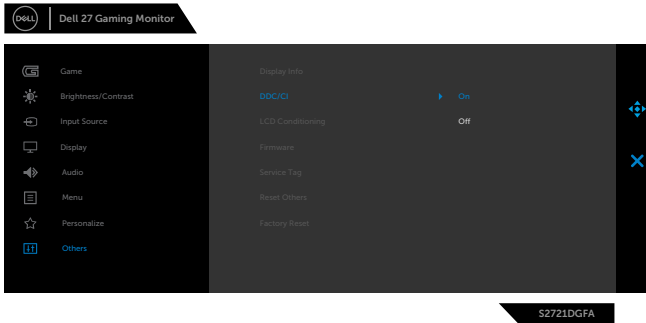 DELL
Dell 27 Gaming Monitor
Game
Display Info
Brightness/Contrast
DDC/CI
On
Input Source
LCD Conditioning
Off
Display
Firmware
Audio
Service Tag
Menu
Reset Others
Personalize
Factory Reset
Others
S2721DGFA